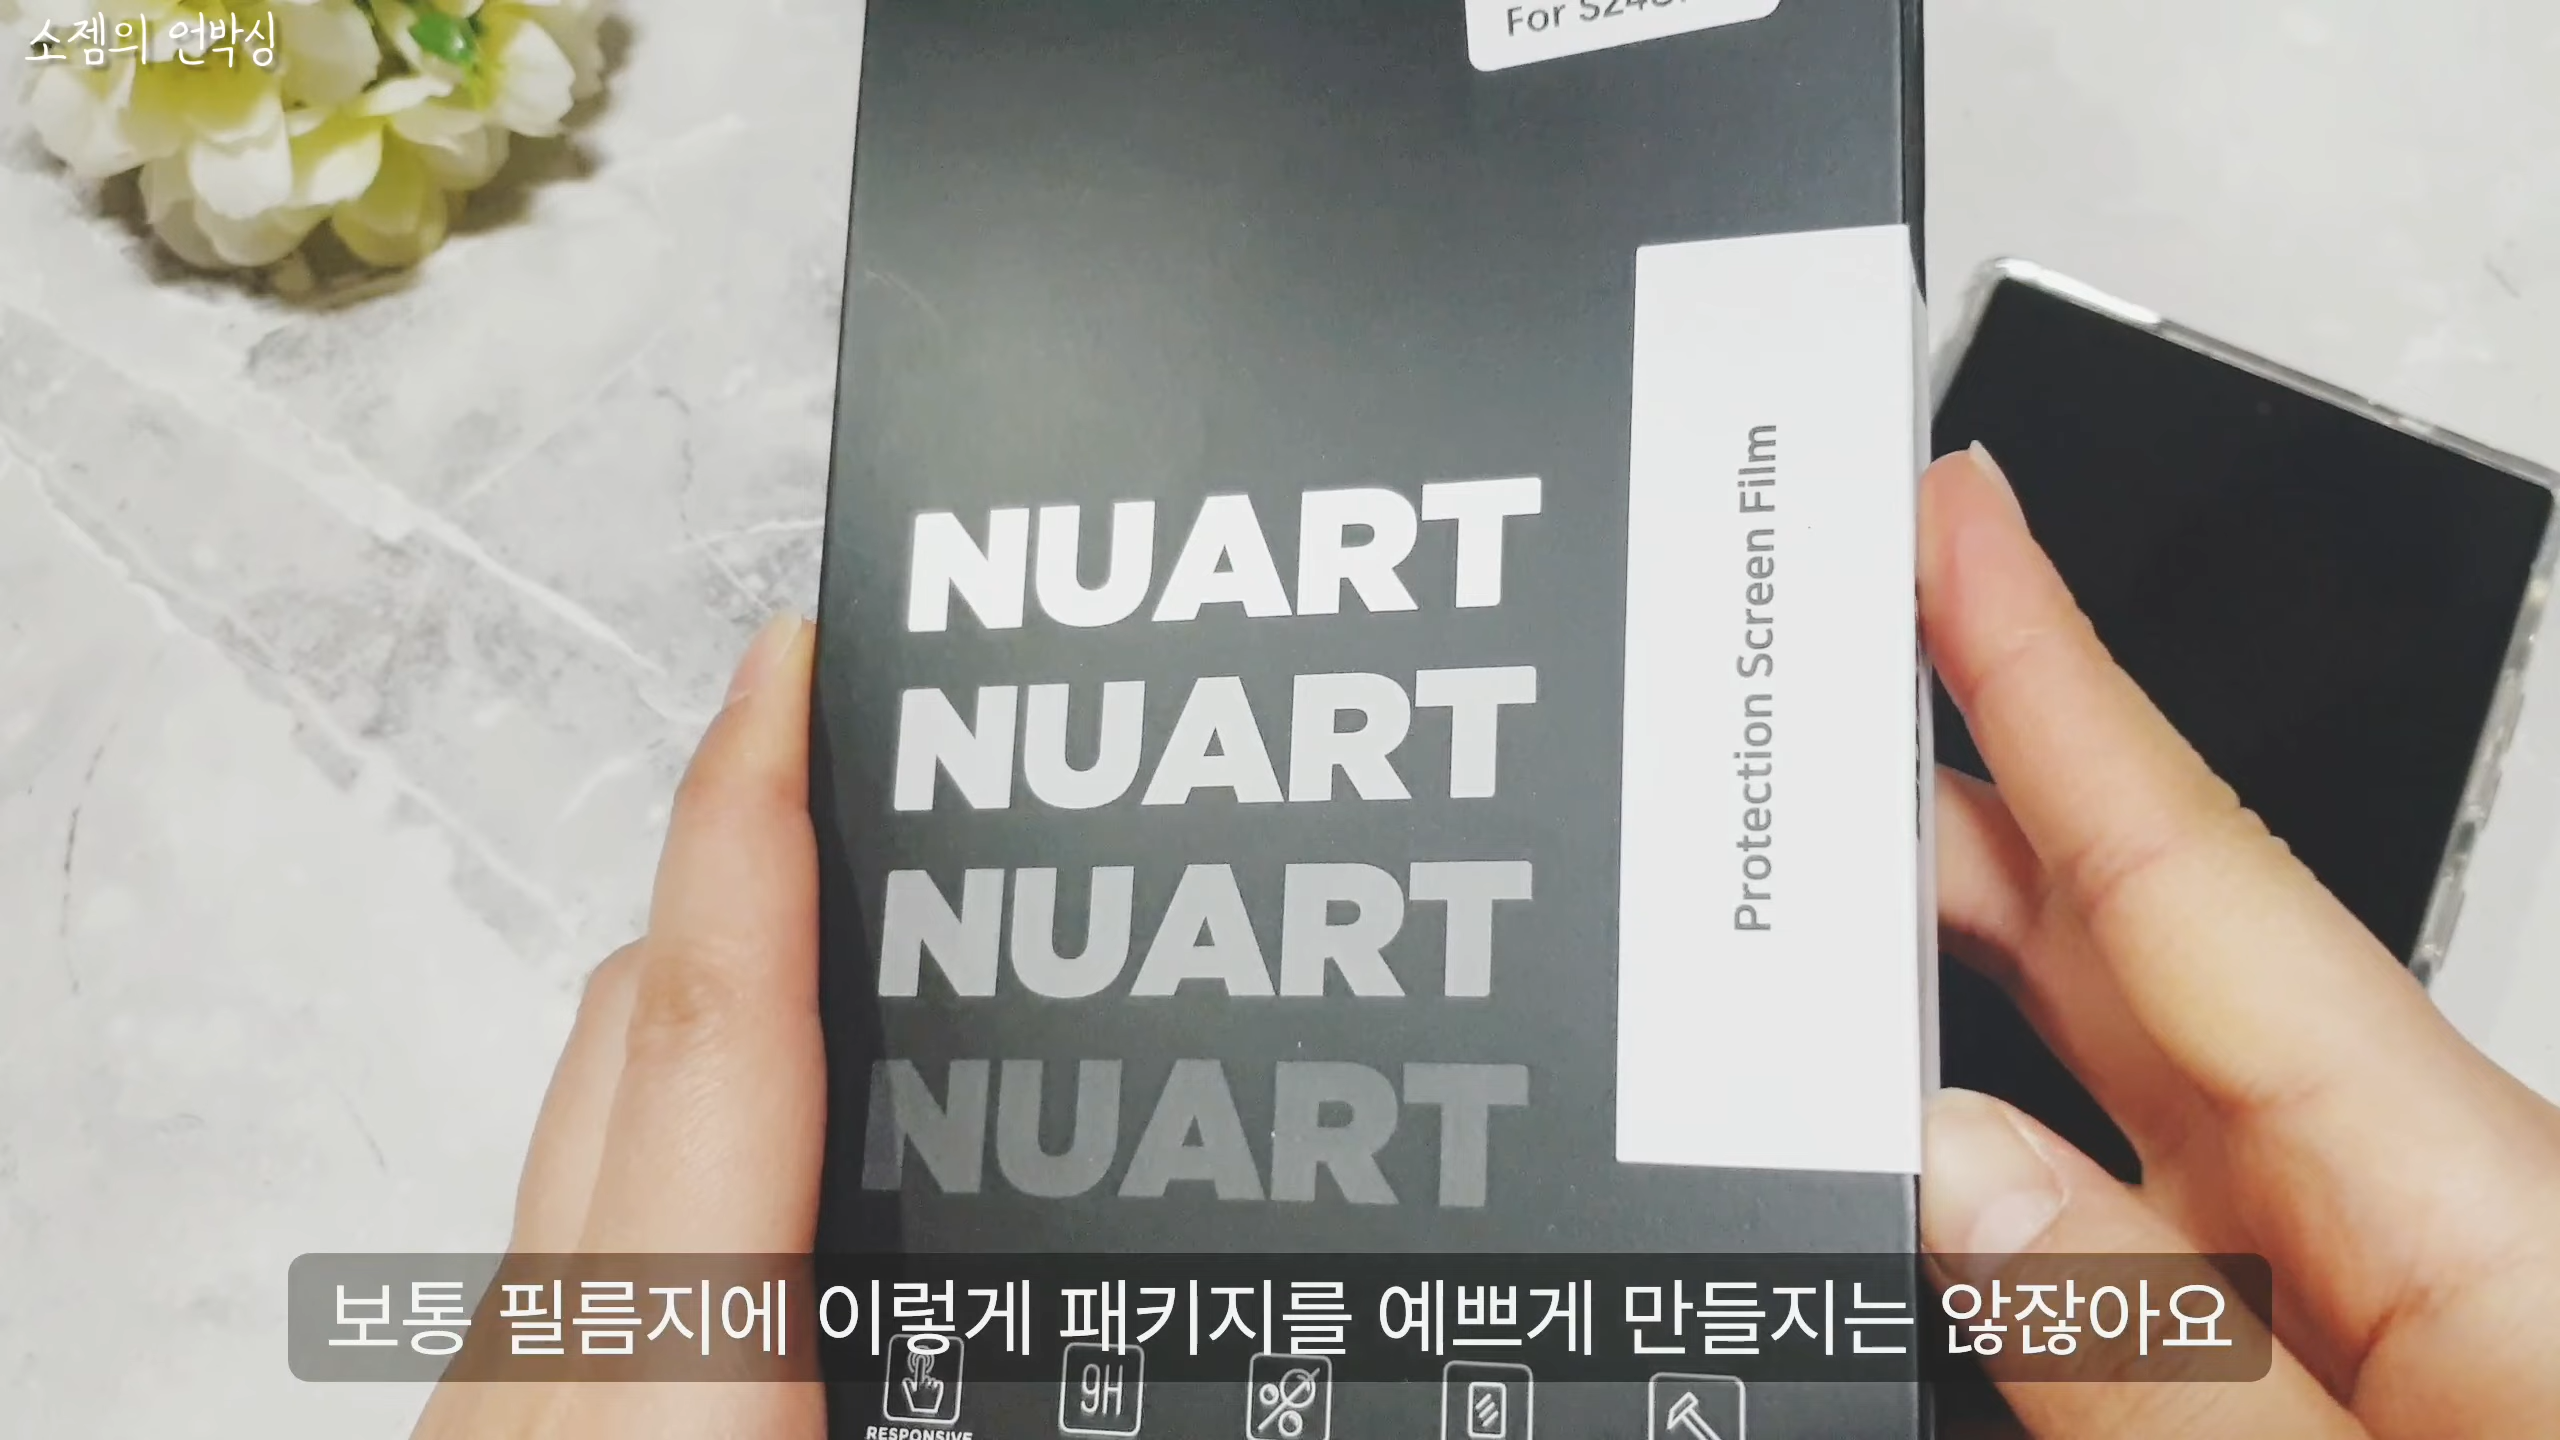 소젬의 언박싱
For
NUART
NUART
NUART
NUART
Protection Screen Film
보통 필름지에 이렇게 패키지를 예쁘게 만들지는 않잖아요
9H
RESPONSIVE